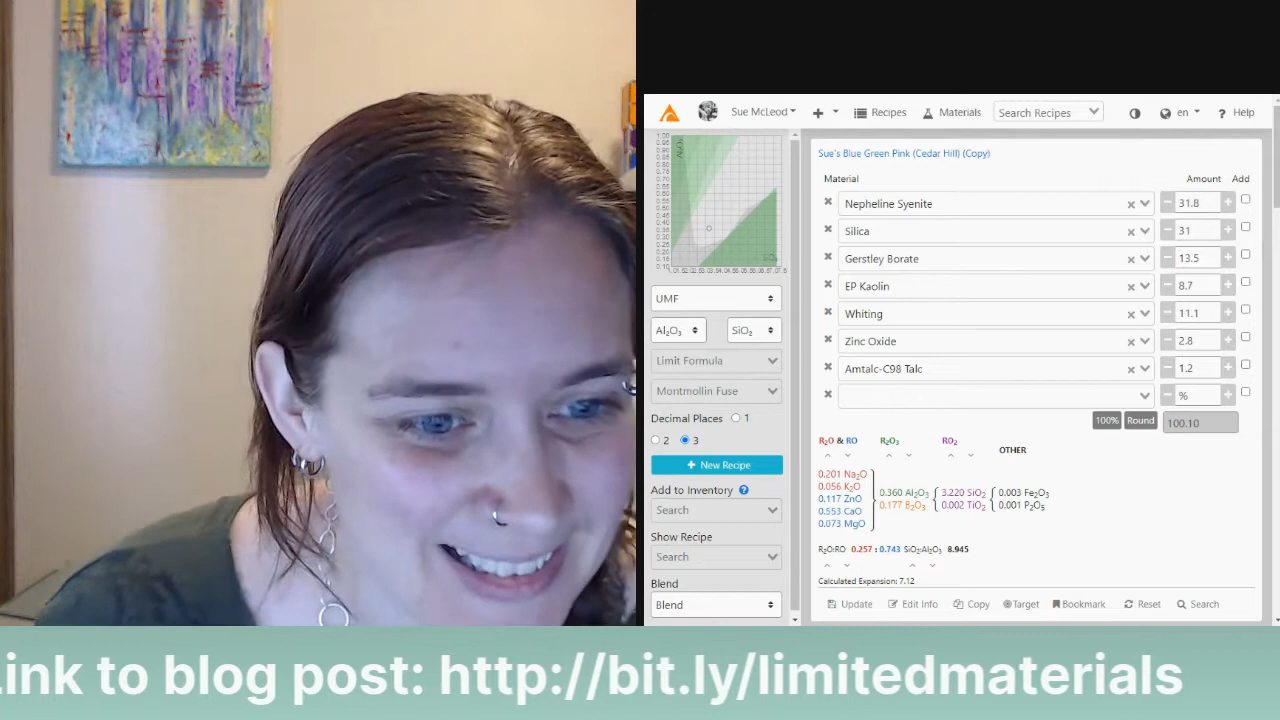 Sue McLeod
Recipes
Materials
Search Recipes
en
Help
UMF
Al₂O₃
SiO₂
Limit Formula
Montmollin Fuse
Decimal Places
1
2
3
New Recipe
Add to Inventory
Search
Show Recipe
Search
Blend
Blend
Sue's Blue Green Pink (Cedar Hill) (Copy)
Material Amount Add
Nepheline Syenite 31.8
Silica 31
Gerstley Borate 13.5
EP Kaolin 8.7
Whiting 11.1
Zinc Oxide 2.8
Amtalc-C98 Talc 1.2
%
100% Round 100.10
R₂O & RO R₂O₃ RO₂ OTHER
0.201 Na₂O
0.056 K₂O
0.117 ZnO
0.553 CaO
0.073 MgO
0.360 Al₂O₃
0.177 B₂O₃
3.220 SiO₂
0.002 TiO₂
0.003 Fe₂O₃
0.001 P₂O₅
R₂O:RO 0.257 : 0.743 SiO₂:Al₂O₃ 8.945
Calculated Expansion: 7.12
Update Edit Info Copy Target Bookmark Reset Search
ink to blog post: http://bit.ly/limitedmaterials